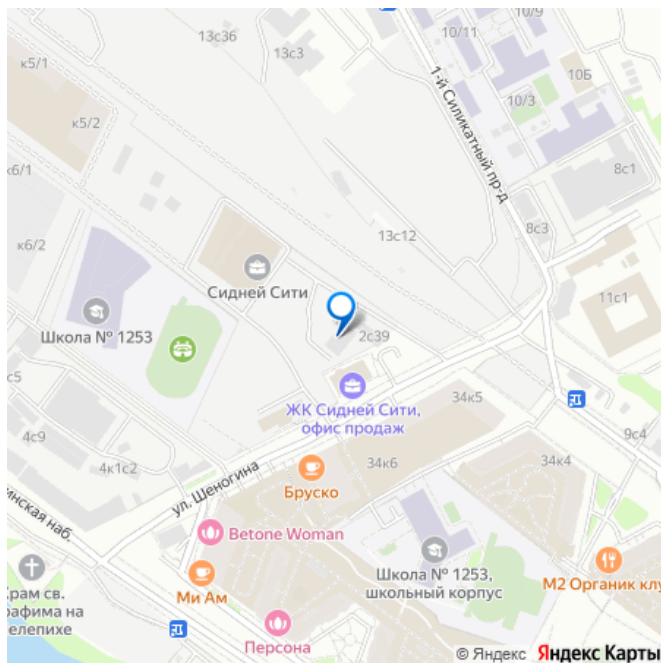 13с36
10/9
10/11
13с3
к5/1
10Б
1-й Силикатный пр-д
10/3
к5/2
8с1
к6/1
13с12
8с3
к6/2
Сидней Сити
11с1
Школа № 1253
2с39
с5
ЖК Сидней Сити,
офис продаж
34к5
4с9
9с4
4к1с2
34к6
34к4
ул. Шеногина
Бруско
инская наб.
Betone Woman
Школа № 1253,
школьный корпус
М2 Органик клу
Храм св.
рафима на
елепихе
Ми Ам
Персона
© Яндекс Яндекс Карты